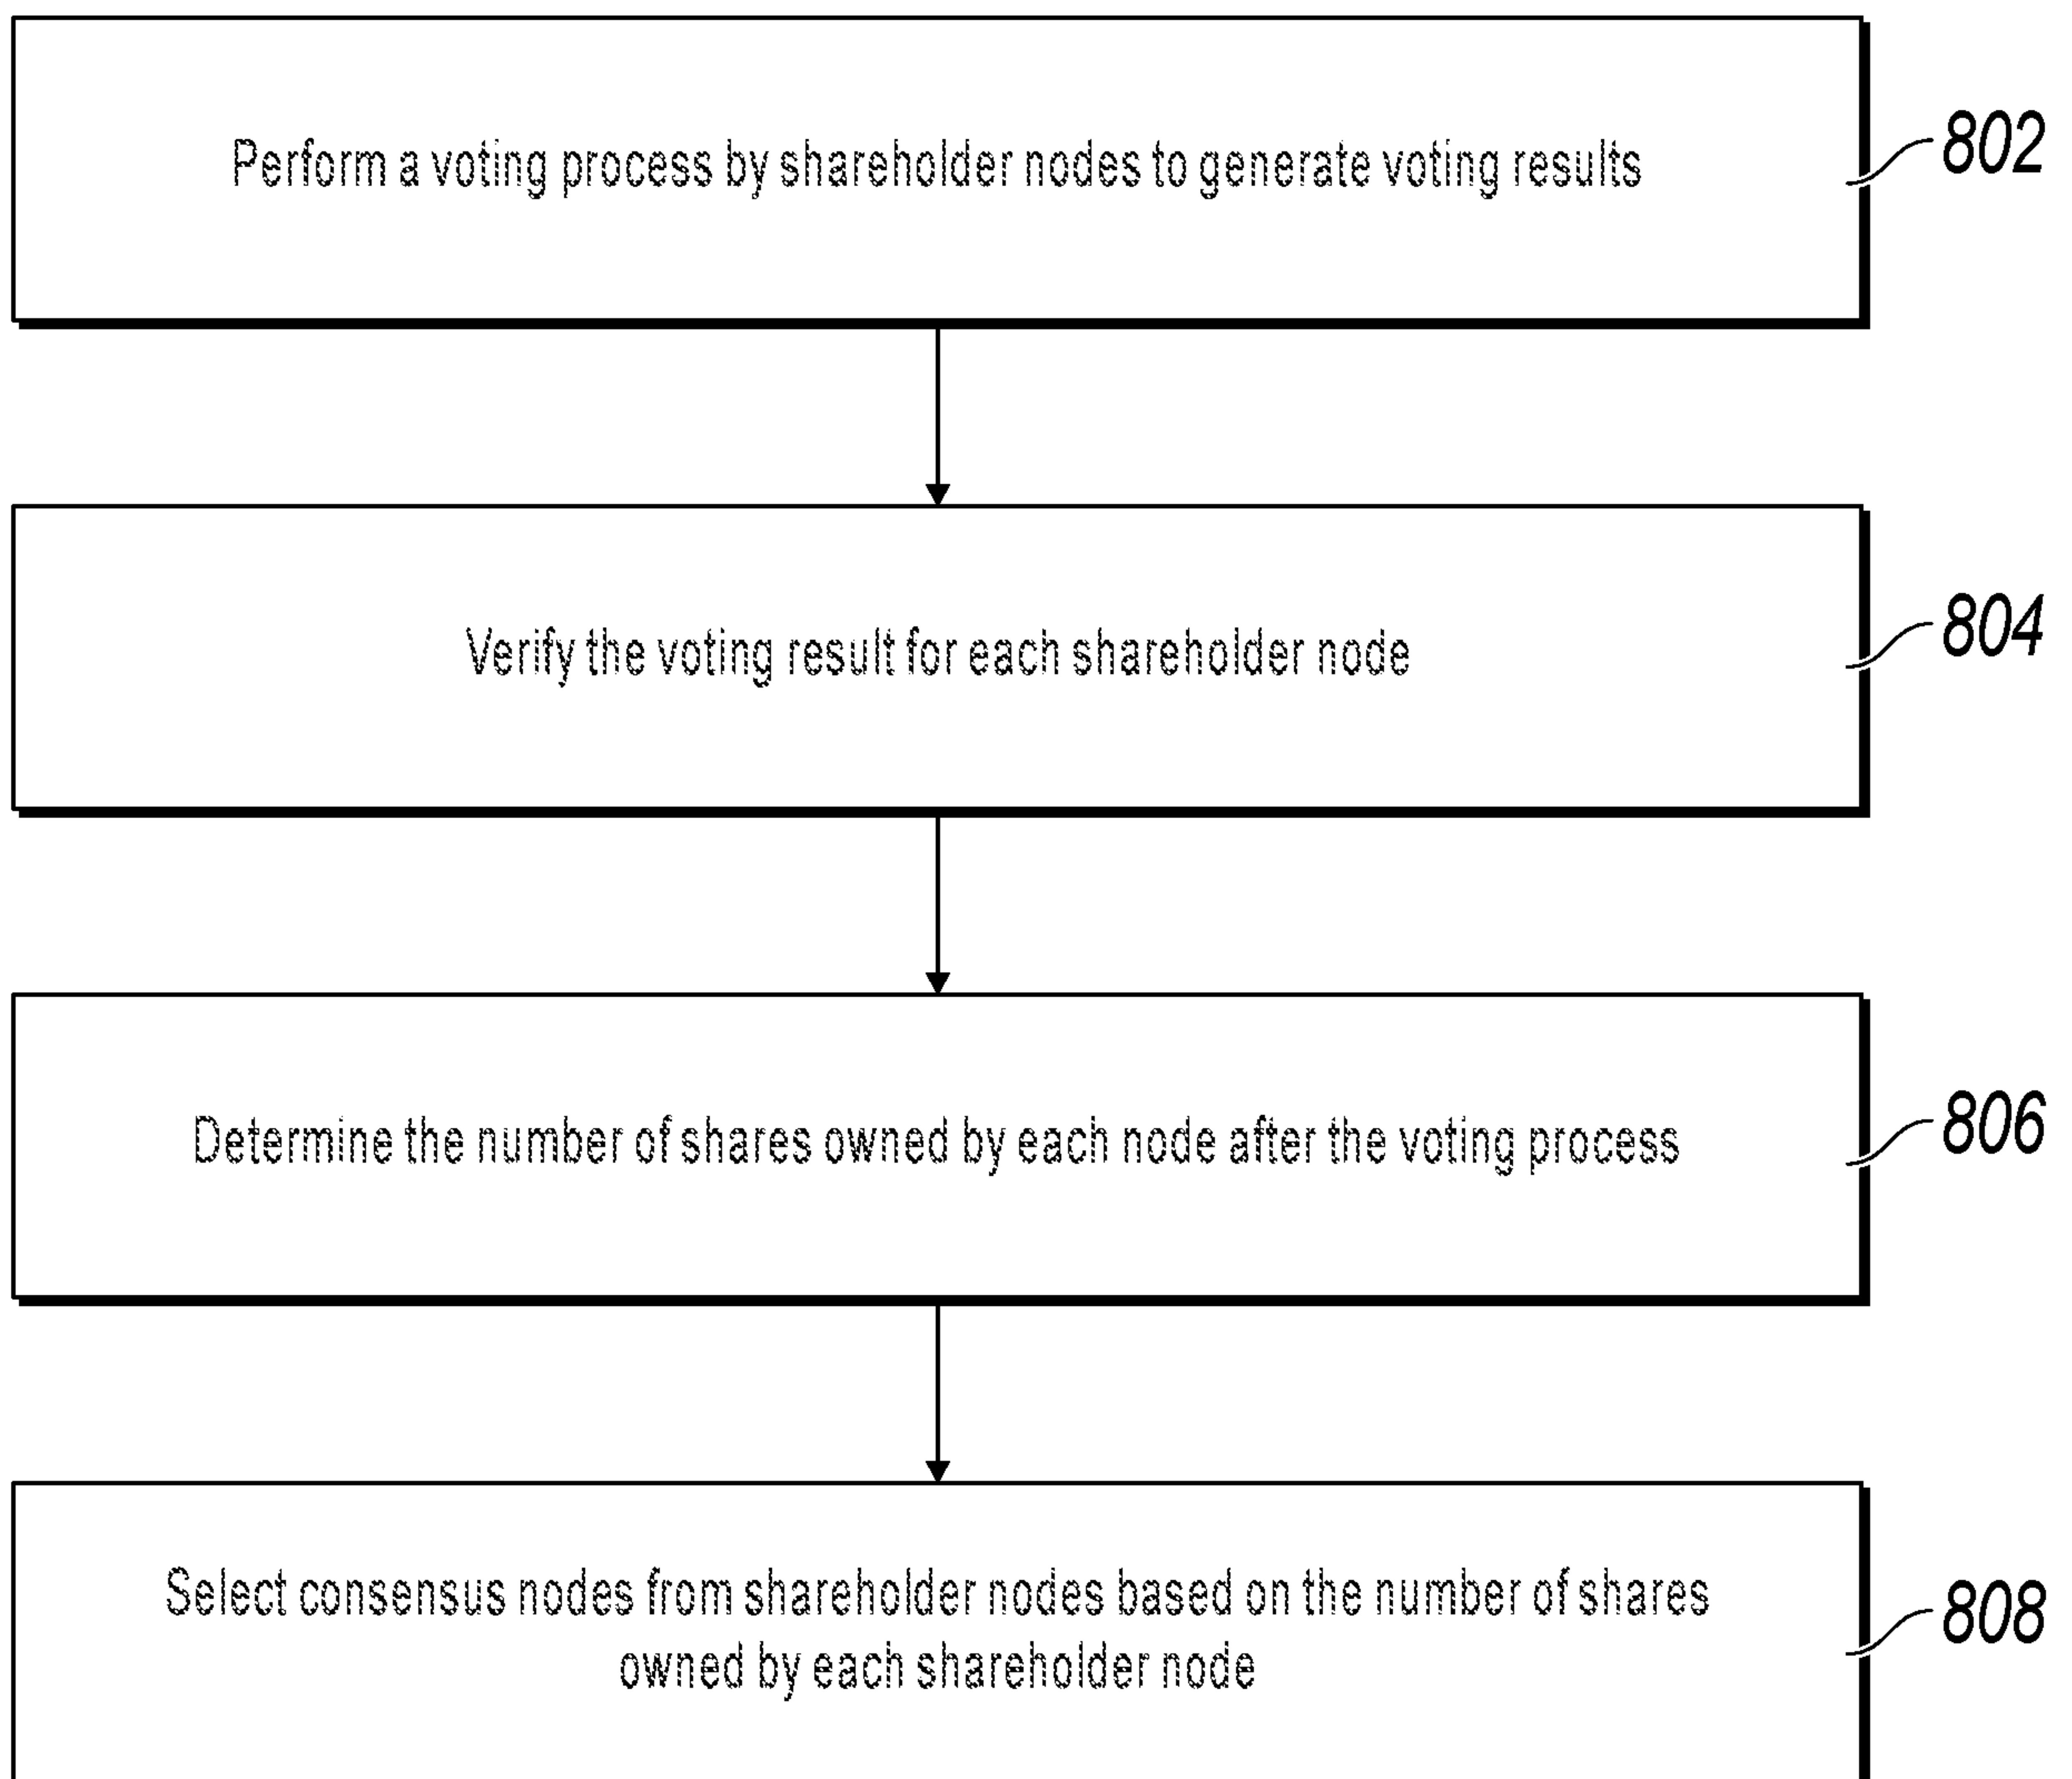 Perform a voting process by shareholder nodes to generate voting results
802
Verify the voting result for each shareholder node
804
Determine the number of shares owned by each node after the voting process
806
Select consensus nodes from shareholder nodes based on the number of shares
owned by each shareholder node
808